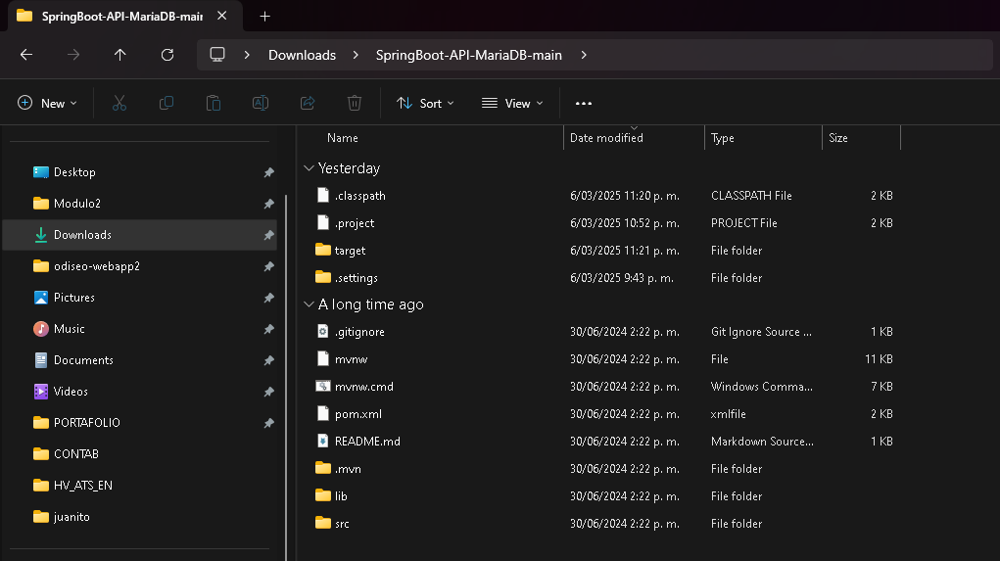 SpringBoot-API-MariaDB-main
Downloads
SpringBoot-API-MariaDB-main
New
Sort
View
Desktop
Modulo2
Downloads
odiseo-webapp2
Pictures
Music
Documents
Videos
PORTAFOLIO
CONTAB
HV_ATS_EN
juanito
Name Date modified Type Size
Yesterday
.classpath 6/03/2025 11:20 p. m. CLASSPATH File 2 KB
.project 6/03/2025 10:52 p. m. PROJECT File 2 KB
target 6/03/2025 11:21 p. m. File folder
.settings 6/03/2025 9:43 p. m. File folder
A long time ago
.gitignore 30/06/2024 2:22 p. m. Git Ignore Source ... 1 KB
mvnw 30/06/2024 2:22 p. m. File 11 KB
mvnw.cmd 30/06/2024 2:22 p. m. Windows Comma... 7 KB
pom.xml 30/06/2024 2:22 p. m. xmlfile 2 KB
README.md 30/06/2024 2:22 p. m. Markdown Source... 1 KB
.mvn 30/06/2024 2:22 p. m. File folder
lib 30/06/2024 2:22 p. m. File folder
src 30/06/2024 2:22 p. m. File folder